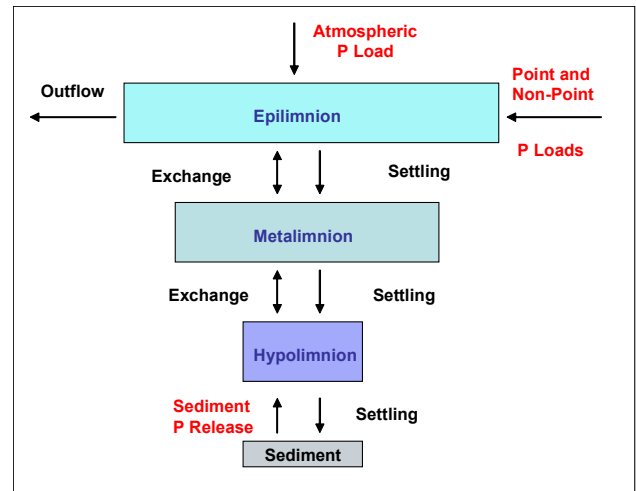 Atmospheric
P Load
Point and
Non-Point
Outflow
Epilimnion
P Loads
Exchange
Settling
Metalimnion
Exchange
Settling
Hypolimnion
Sediment
P Release
Settling
Sediment